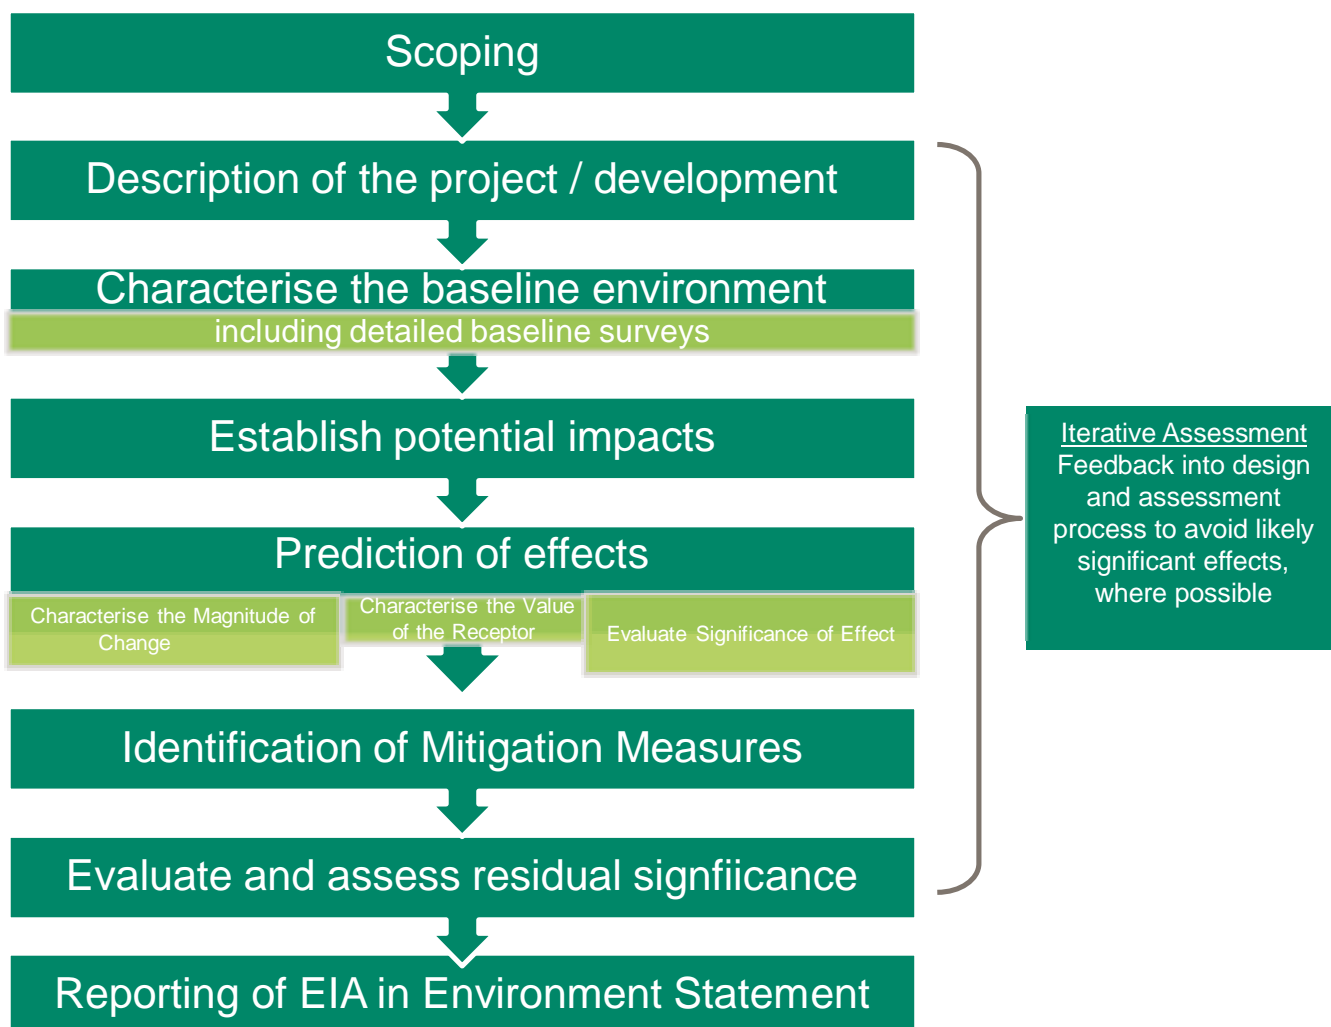 Scoping
Description of the project / development
Characterise the baseline environment
including detailed baseline surveys
Establish potential impacts
Prediction of effects
Characterise the Magnitude of
Change
Characterise the Value
of the Receptor
Evaluate Significance of Effect
Identification of Mitigation Measures
Evaluate and assess residual signfiicance
Reporting of EIA in Environment Statement
Iterative Assessment
Feedback into design
and assessment
process to avoid likely
significant effects,
where possible